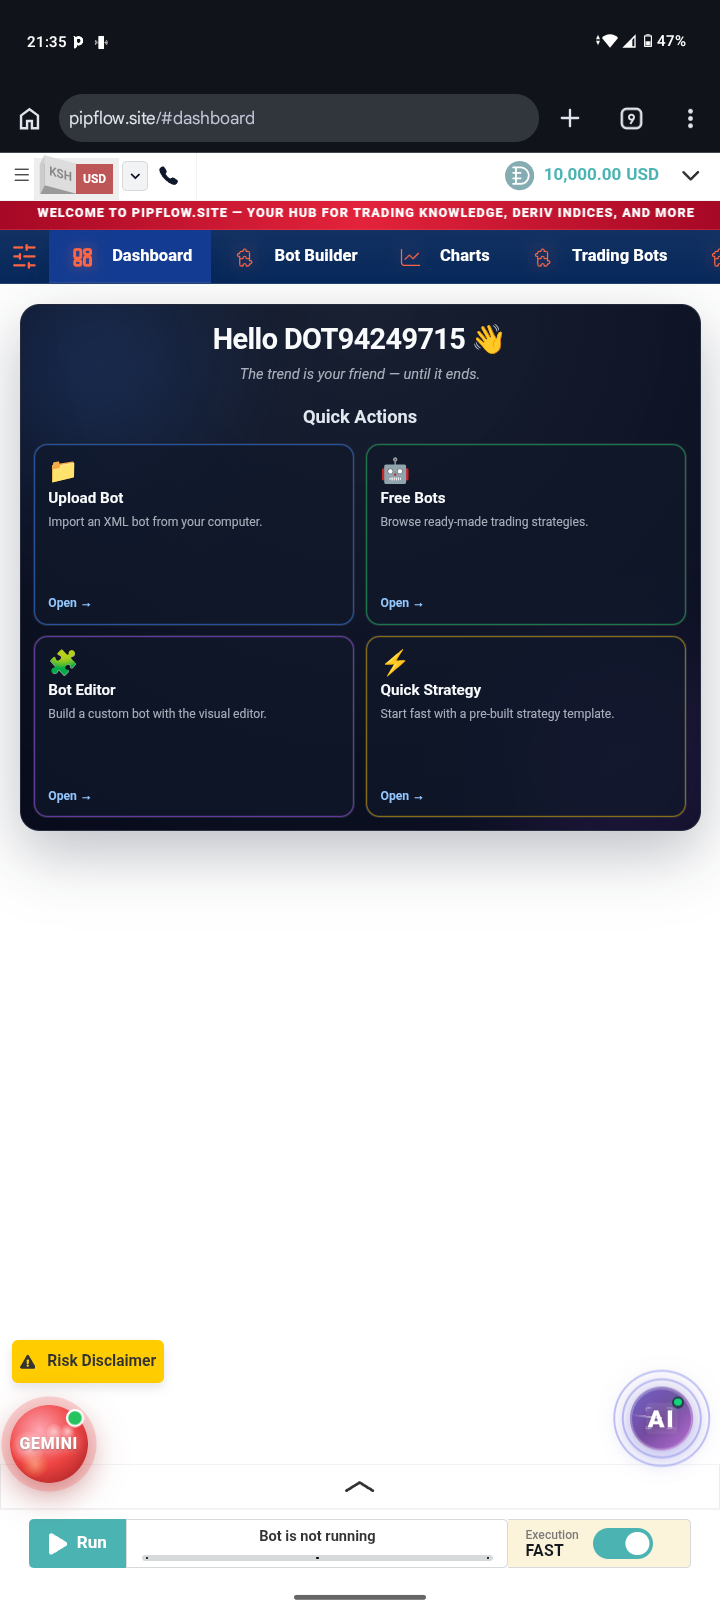 21:35
47%
pipflow.site/#dashboard
9
KSH
USD
10,000.00 USD
WELCOME TO PIPFLOW.SITE — YOUR HUB FOR TRADING KNOWLEDGE, DERIV INDICES, AND MORE
Dashboard
Bot Builder
Charts
Trading Bots
Hello DOT94249715 👋
The trend is your friend — until it ends.
Quick Actions
Upload Bot
Import an XML bot from your computer.
Open →
Free Bots
Browse ready-made trading strategies.
Open →
Bot Editor
Build a custom bot with the visual editor.
Open →
Quick Strategy
Start fast with a pre-built strategy template.
Open →
Risk Disclaimer
GEMINI
AI
Run
Bot is not running
Execution
FAST